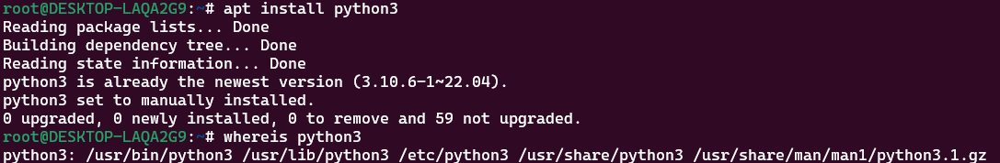 root@DESKTOP-LAQA2G9:~# apt install python3
Reading package lists... Done
Building dependency tree... Done
Reading state information... Done
python3 is already the newest version (3.10.6-1~22.04).
python3 set to manually installed.
0 upgraded, 0 newly installed, 0 to remove and 59 not upgraded.
root@DESKTOP-LAQA2G9:~# whereis python3
python3: /usr/bin/python3 /usr/lib/python3 /etc/python3 /usr/share/python3 /usr/share/man/man1/python3.1.gz